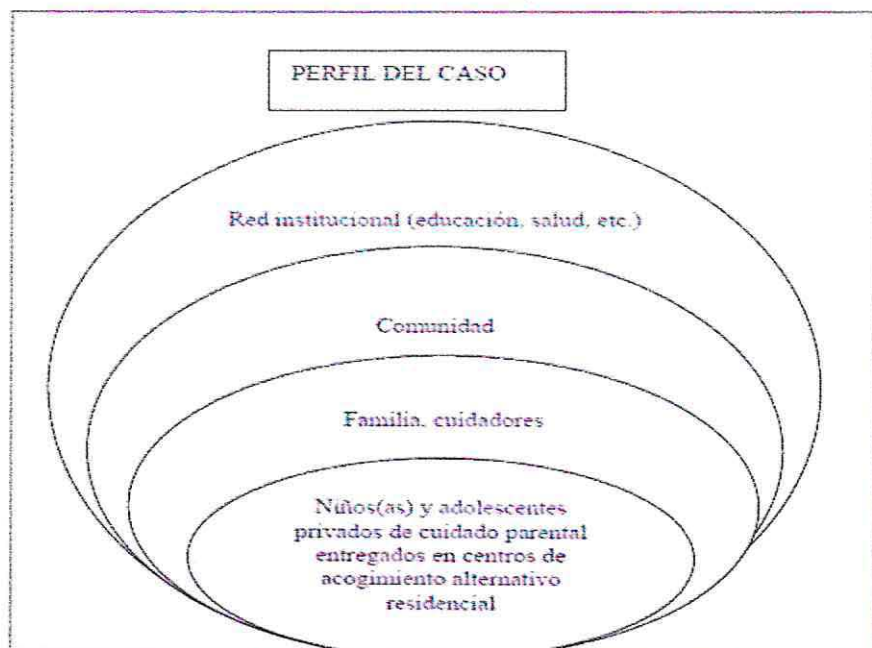 PERFIL DEL CASO
Red institucional (educación, salud, etc.)
Comunidad
Familia, cuidadores
Niños(as) y adolescentes
privados de cuidado parental
entregados en centros de
acogimiento alternativo
residencial